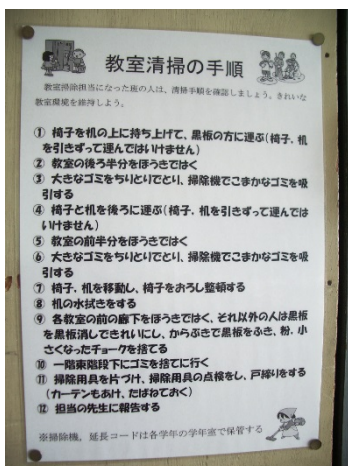 教室清掃の手順
教室掃除担当になった班の人は、清掃手順を確認しましょう。きれいな
教室環境を維持しよう。
① 椅子を机の上に持ち上げて、黒板の方に運ぶ(椅子、机
を引きずって運んではいけません)
② 教室の後ろ半分をほうきではく
③ 大きなゴミをちりとりでとり、掃除機でこまかなゴミを吸
引する
④ 椅子と机を後ろに運ぶ(椅子、机を引きずって運んでは
いけません)
⑤ 教室の前半分をほうきではく
⑥ 大きなゴミをちりとりでとり、掃除機でこまかなゴミを吸
引する
⑦ 椅子、机を移動し、椅子をおろし整頓する
⑧ 机の水拭きをする
⑨ 各教室の前の廊下をほうきではく、それ以外の人は黒板
を黒板消しできれいにし、からぶきで黒板をふき、粉、小
さくなったチョークを捨てる
⑩ 一階東階段下にゴミを捨てに行く
⑪ 掃除用具を片づけ、掃除用具の点検をし、戸締りをする
(カーテンもあけ、たばねておく)
⑫ 担当の先生に報告する
※掃除機、延長コードは各学年の学年室で保管する